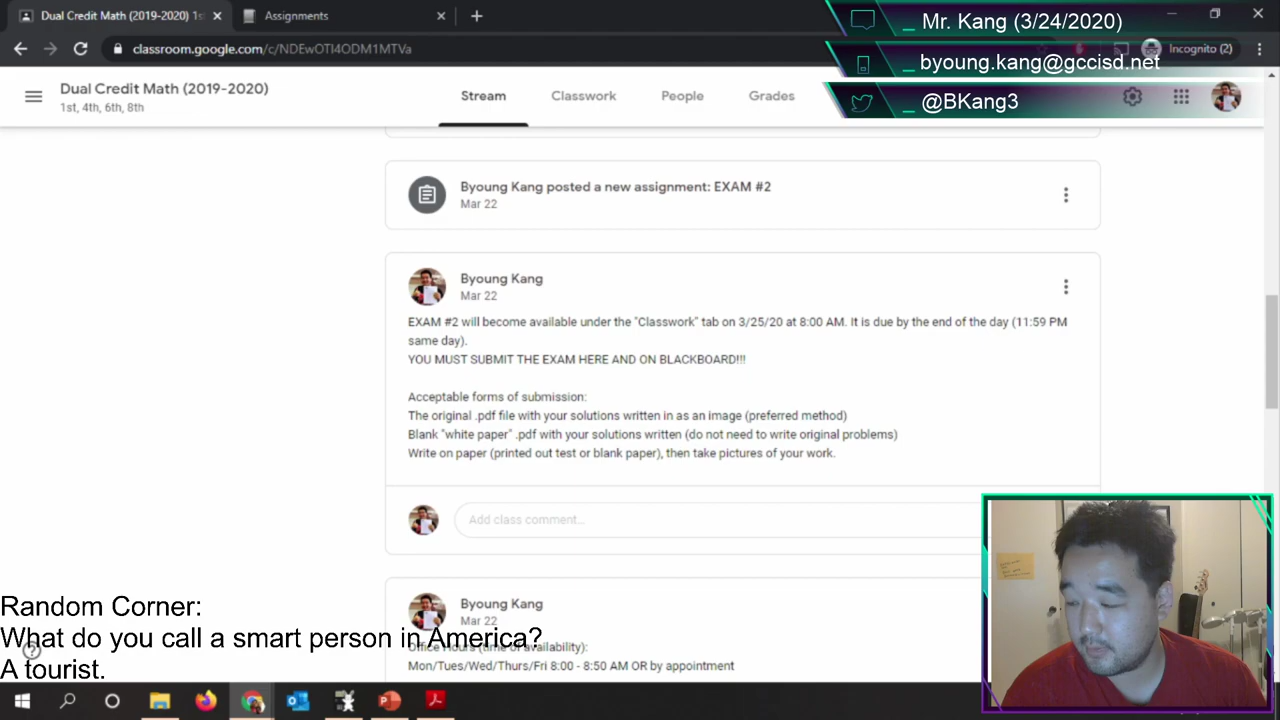 Dual Credit Math (2019-2020) 1s
Assignments
Mr. Kang (3/24/2020)
classroom.google.com/c/NDEwOTI4ODM1MTVa
Incognito (2)
byoung.kang@gccisd.net
Dual Credit Math (2019-2020)
1st, 4th, 6th, 8th
Stream
Classwork
People
Grades
@BKang3
Byoung Kang posted a new assignment: EXAM #2
Mar 22
Byoung Kang
Mar 22
EXAM #2 will become available under the "Classwork" tab on 3/25/20 at 8:00 AM. It is due by the end of the day (11:59 PM
same day).
YOU MUST SUBMIT THE EXAM HERE AND ON BLACKBOARD!!!
Acceptable forms of submission:
The original .pdf file with your solutions written in as an image (preferred method)
Blank "white paper" .pdf with your solutions written (do not need to write original problems)
Write on paper (printed out test or blank paper), then take pictures of your work.
Add class comment...
Byoung Kang
Mar 22
Office Hours (time of availability):
Mon/Tues/Wed/Thurs/Fri 8:00 - 8:50 AM OR by appointment
Random Corner:
What do you call a smart person in America?
A tourist.